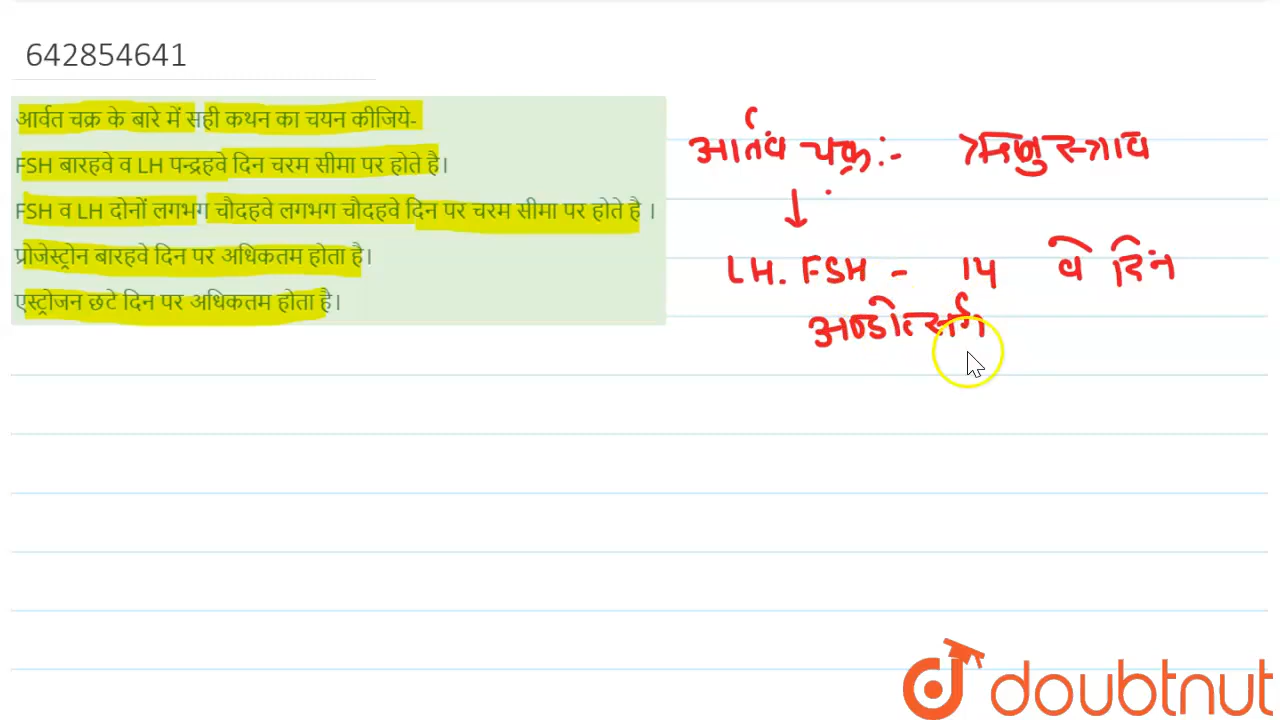 642854641
आर्वत चक्र के बारे में सही कथन का चयन कीजिये-
FSH बारहवे व LH पन्द्रहवे दिन चरम सीमा पर होते है।
FSH व LH दोनों लगभग चौदहवे लगभग चौदहवे दिन पर चरम सीमा पर होते है ।
प्रोजेस्ट्रोन बारहवे दिन पर अधिकतम होता है।
एस्ट्रोजन छटे दिन पर अधिकतम होता है।
आर्तव चक्र :-
स्त्राव
LH. FSH - 14 वे दिन
अण्डोत्सर्ग
doubtnut